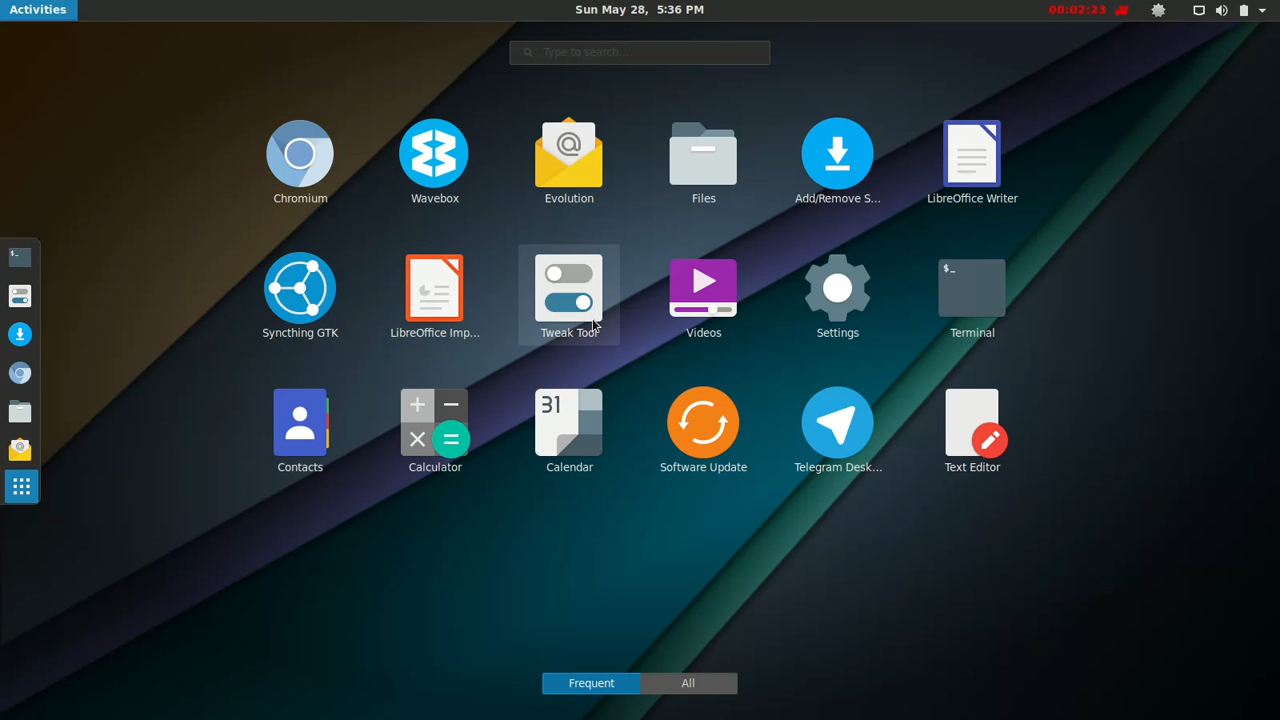 Activities
Sun May 28, 5:36 PM
00:02:23
Type to search...
Chromium
Wavebox
Evolution
Files
Add/Remove S...
LibreOffice Writer
Syncthing GTK
LibreOffice Imp...
Tweak Tool
Videos
Settings
$_
Terminal
Contacts
Calculator
31
Calendar
Software Update
Telegram Desk...
Text Editor
Frequent
All